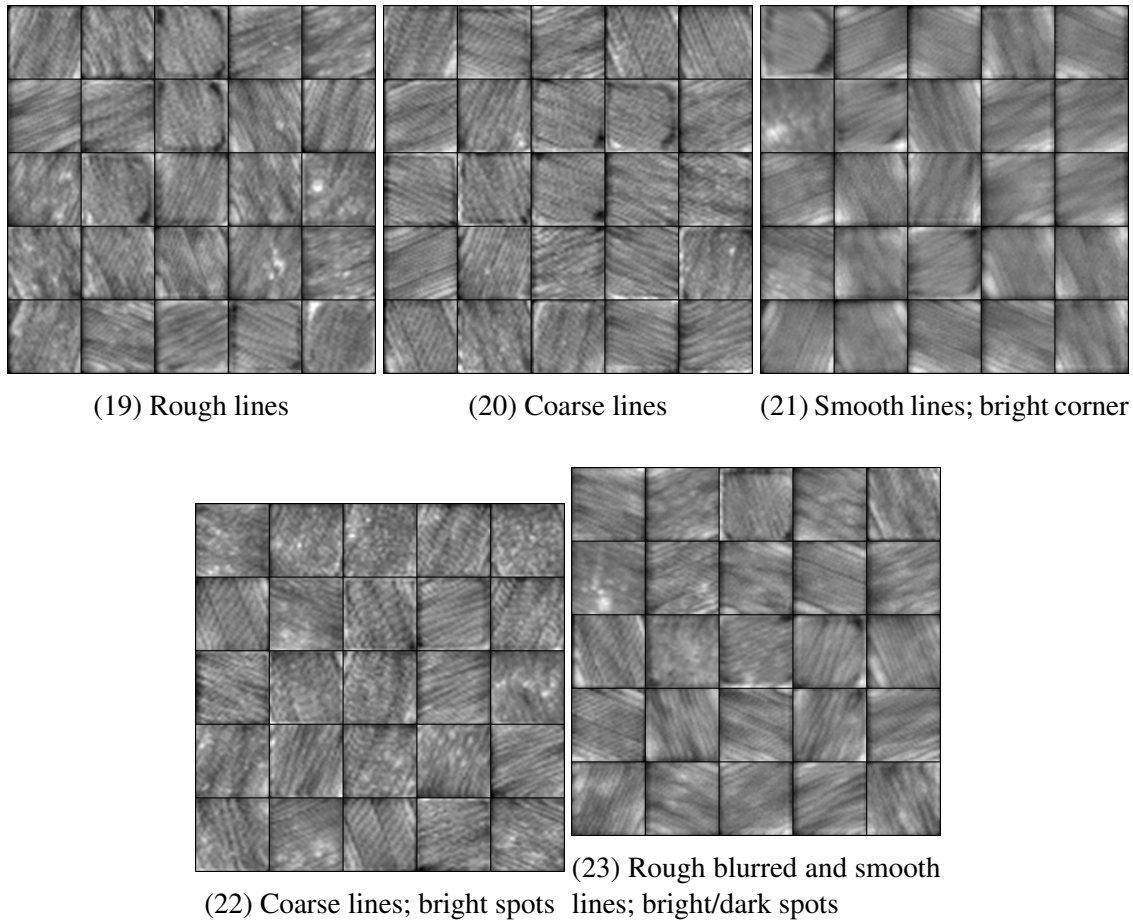 (19) Rough lines
(20) Coarse lines
(21) Smooth lines; bright corner
(22) Coarse lines; bright spots
(23) Rough blurred and smooth
lines; bright/dark spots